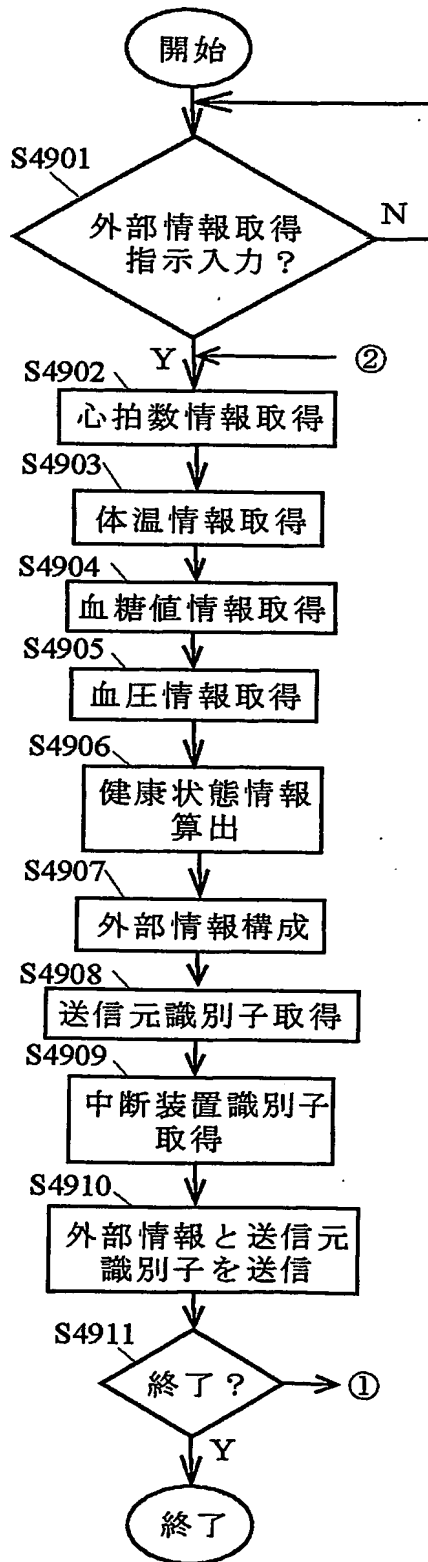 開始
S4901
外部情報取得
指示入力？
N
Y
②
S4902
心拍数情報取得
S4903
体温情報取得
S4904
血糖値情報取得
S4905
血圧情報取得
S4906
健康状態情報
算出
S4907
外部情報構成
S4908
送信元識別子取得
S4909
中断装置識別子
取得
S4910
外部情報と送信元
識別子を送信
S4911
終了？
①
Y
終了